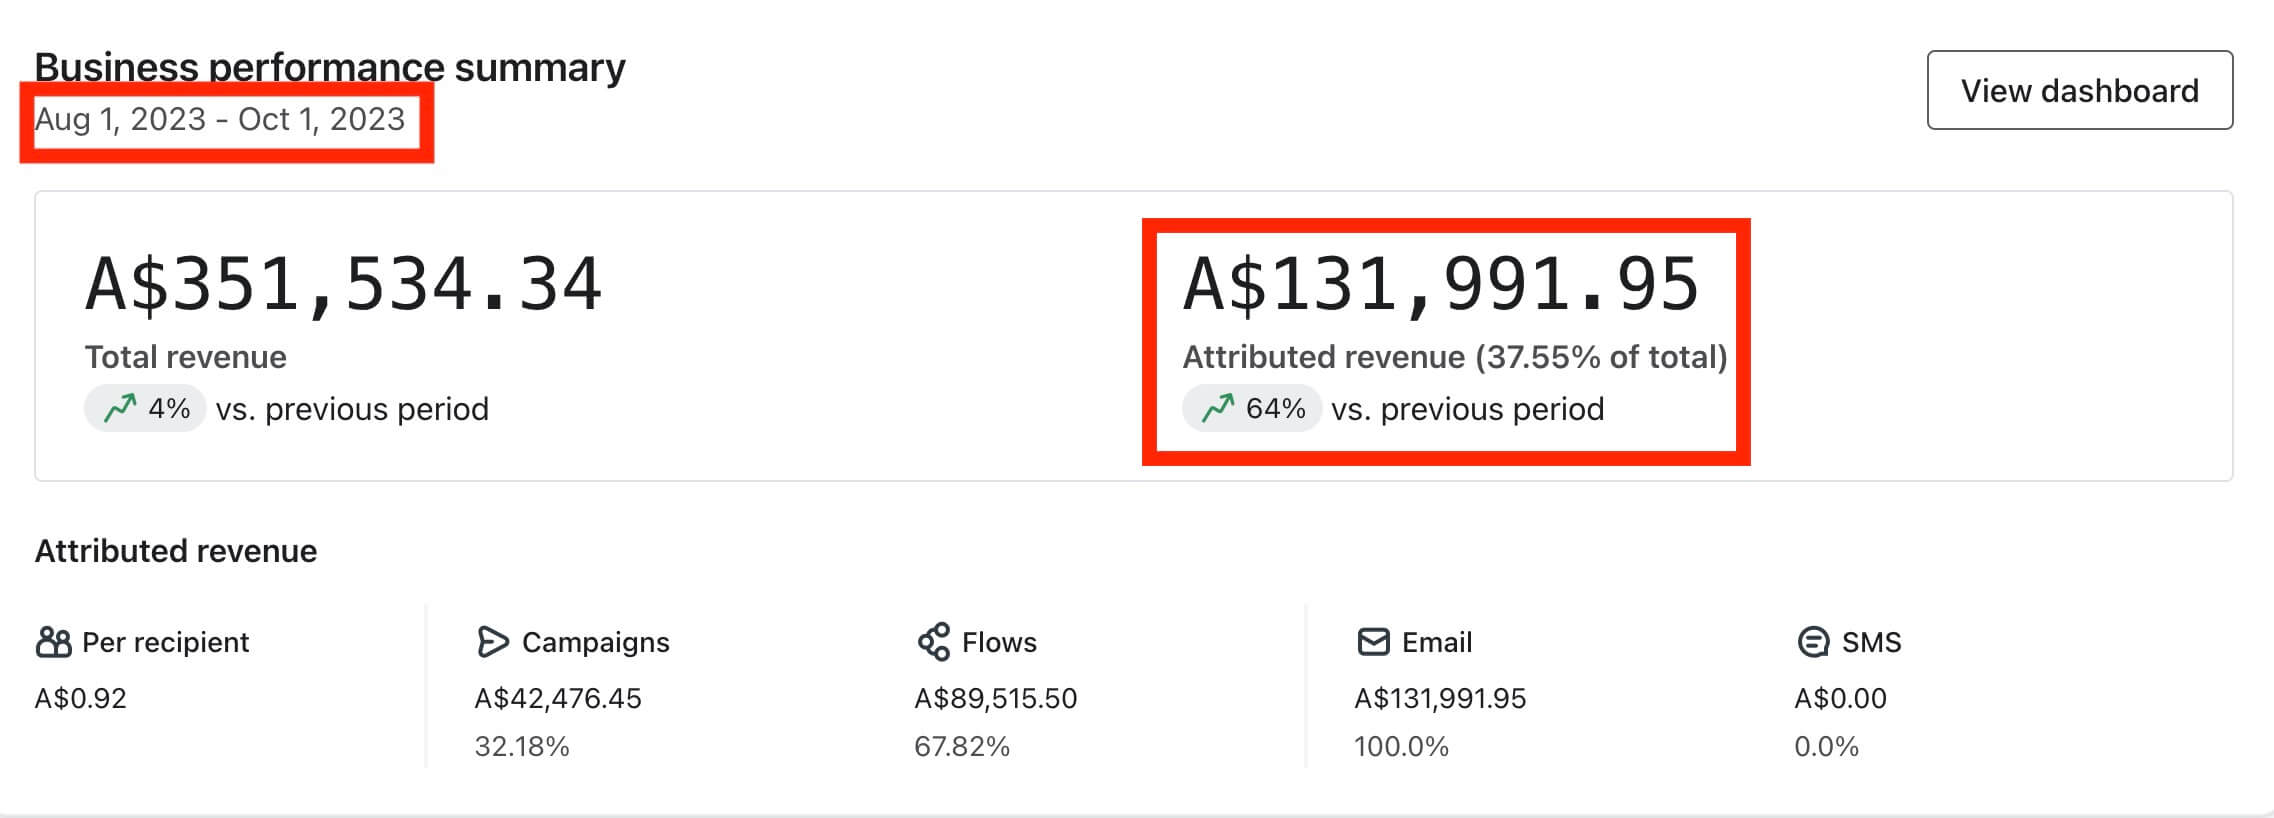 Business performance summary
Aug 1, 2023 - Oct 1, 2023
View dashboard
A$351,534.34
Total revenue
4% vs. previous period
A$131,991.95
Attributed revenue (37.55% of total)
64% vs. previous period
Attributed revenue
Per recipient
A$0.92
Campaigns
A$42,476.45
32.18%
Flows
A$89,515.50
67.82%
Email
A$131,991.95
100.0%
SMS
A$0.00
0.0%